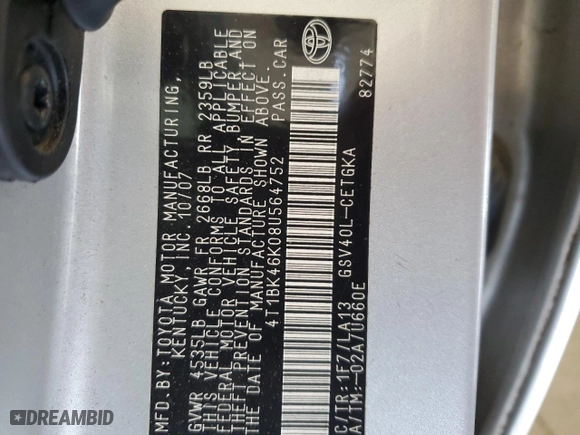 MFD. BY: TOYOTA MOTOR MANUFACTURING,
KENTUCKY, INC. 10/07
GVWR 4535LB GAWR FR 2668LB RR 2359LB
THIS VEHICLE CONFORMS TO ALL APPLICABLE
FEDERAL MOTOR VEHICLE SAFETY, BUMPER AND
THEFT PREVENTION STANDARDS IN EFFECT ON
THE DATE OF MANUFACTURE SHOWN ABOVE.
4T1BK46K08U564752 PASS.CAR
C/TR:1F7/LA13 GSV40L-CETGKA
A/TM:-02A/U660E
82774
DREAMBID